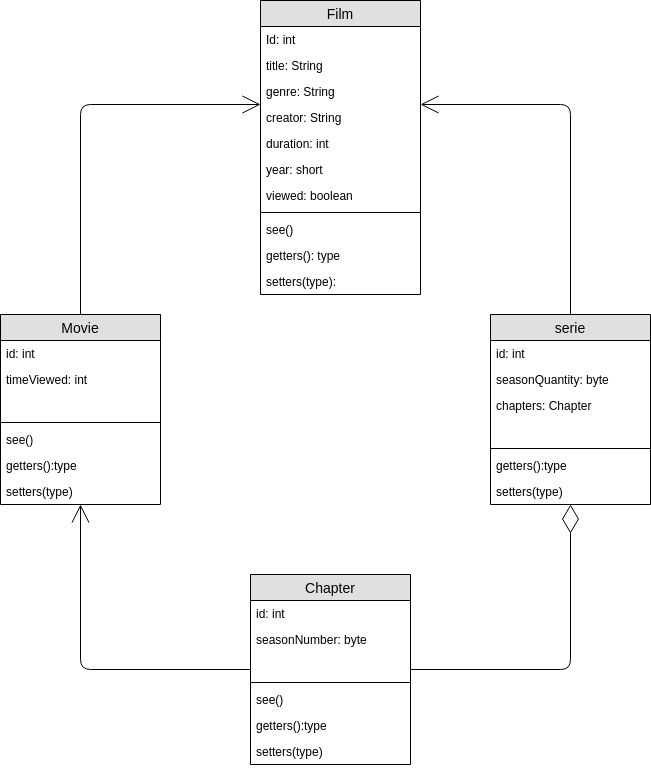 Film
Id: int
title: String
genre: String
creator: String
duration: int
year: short
viewed: boolean
see()
getters(): type
setters(type):
Movie
id: int
timeViewed: int
see()
getters():type
setters(type)
serie
id: int
seasonQuantity: byte
chapters: Chapter
getters():type
setters(type)
Chapter
id: int
seasonNumber: byte
see()
getters():type
setters(type)